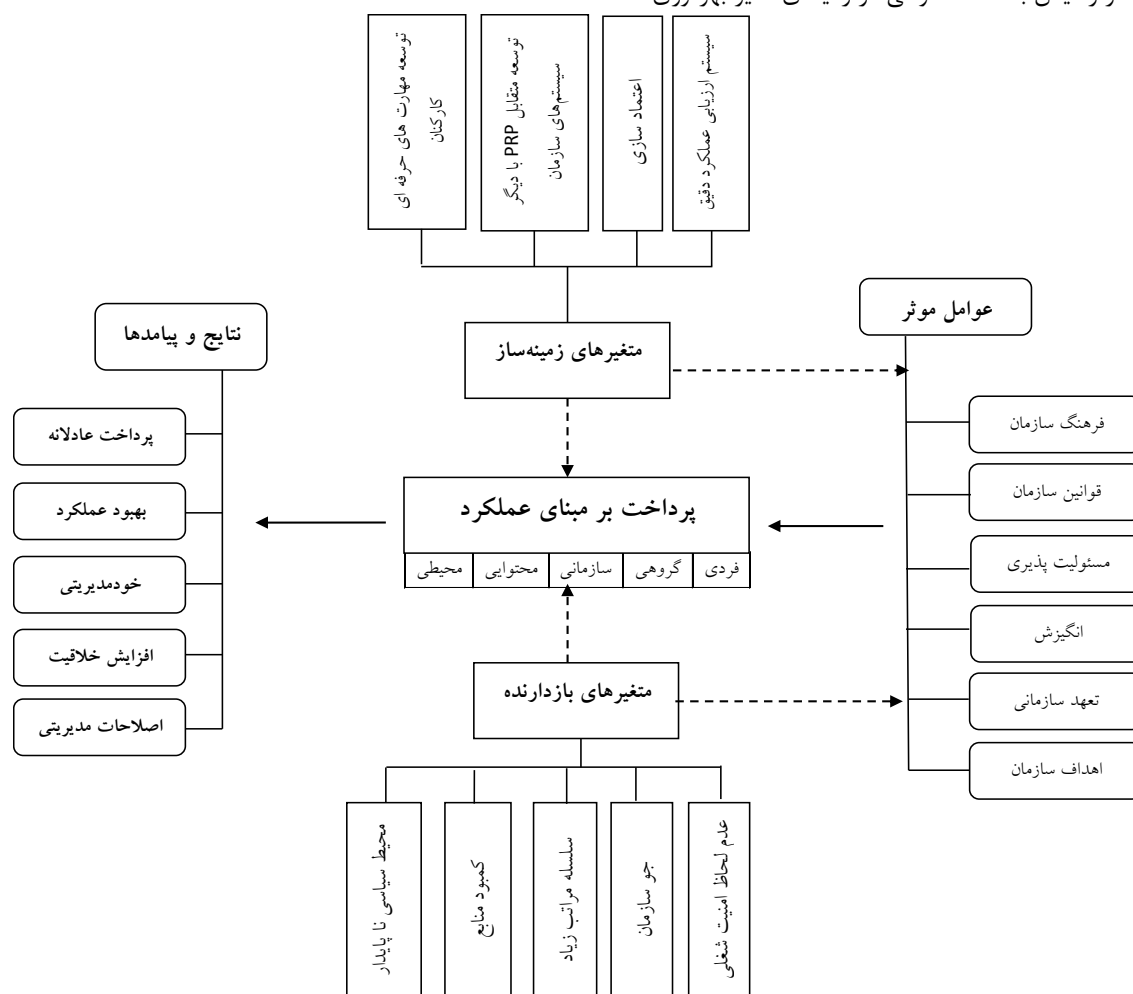 توسعه مهارت های حرفه ای
کارکنان
توسعه متقابل PRP با دیگر
سیستم‌های سازمان
اعتماد سازی
سیستم ارزیابی عملکرد دقیق
عوامل موثر
نتایج و پیامدها
متغیرهای زمینه‌ساز
فرهنگ سازمان
قوانین سازمان
مسئولیت پذیری
انگیزش
تعهد سازمانی
اهداف سازمان
پرداخت بر مبنای عملکرد
فردی
گروهی
سازمانی
محتوایی
محیطی
پرداخت عادلانه
بهبود عملکرد
خودمدیریتی
افزایش خلاقیت
اصلاحات مدیریتی
متغیرهای بازدارنده
عدم لحاظ امنیت شغلی
جو سازمان
سلسله مراتب زیاد
کمبود منابع
محیط سیاسی نا پایدار